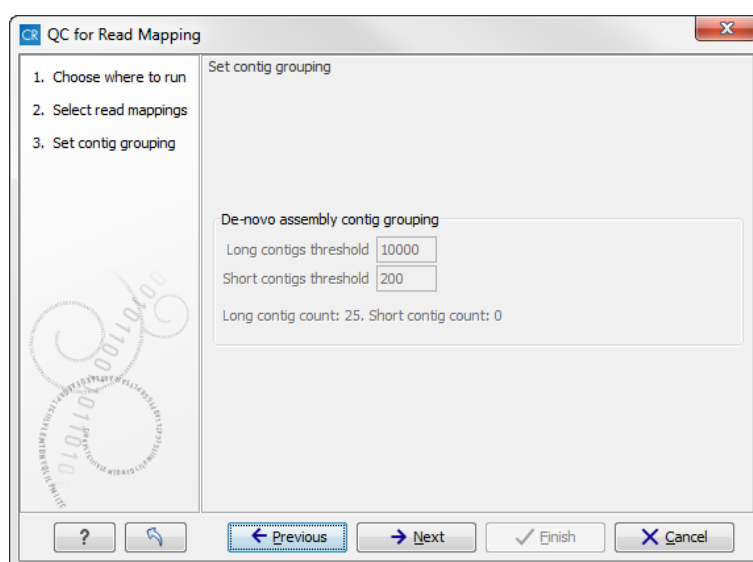 CR QC for Read Mapping
1. Choose where to run
2. Select read mappings
3. Set contig grouping
Set contig grouping
De-novo assembly contig grouping
Long contigs threshold 10000
Short contigs threshold 200
Long contig count: 25. Short contig count: 0
? Previous Next Finish Cancel